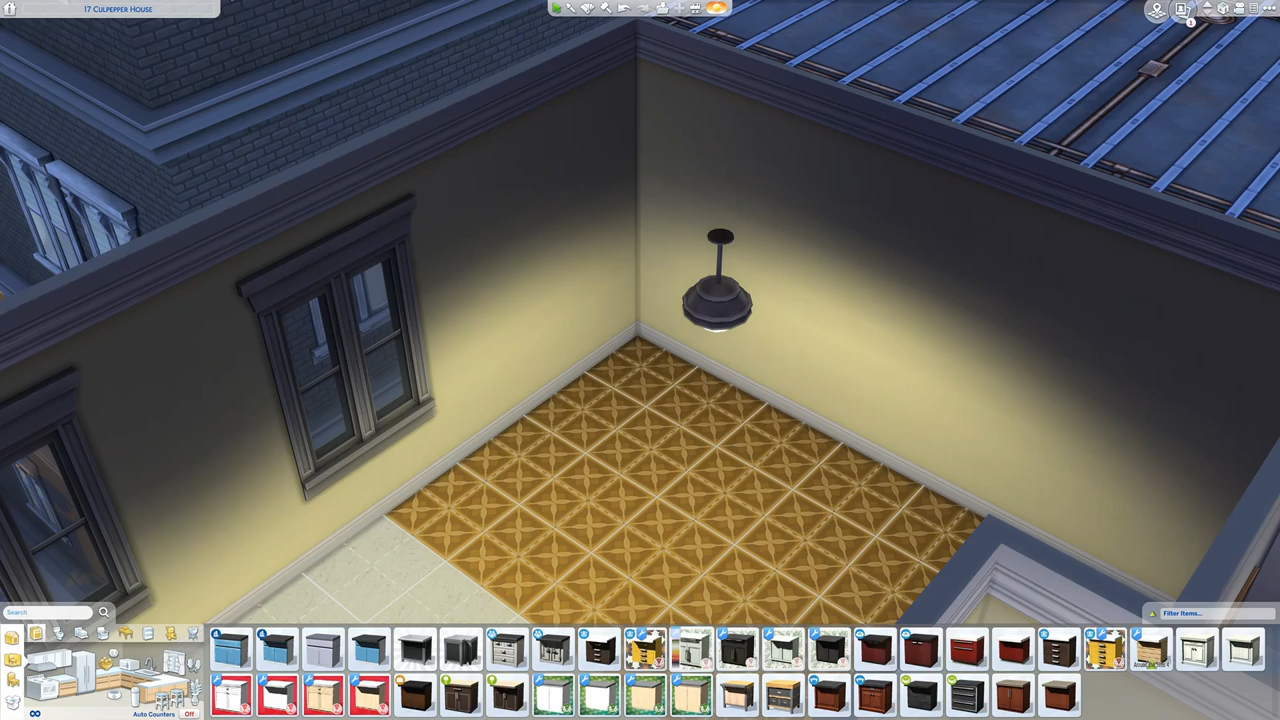 17 Culpepper House
Search
Filter Items...
Auto Counters Off